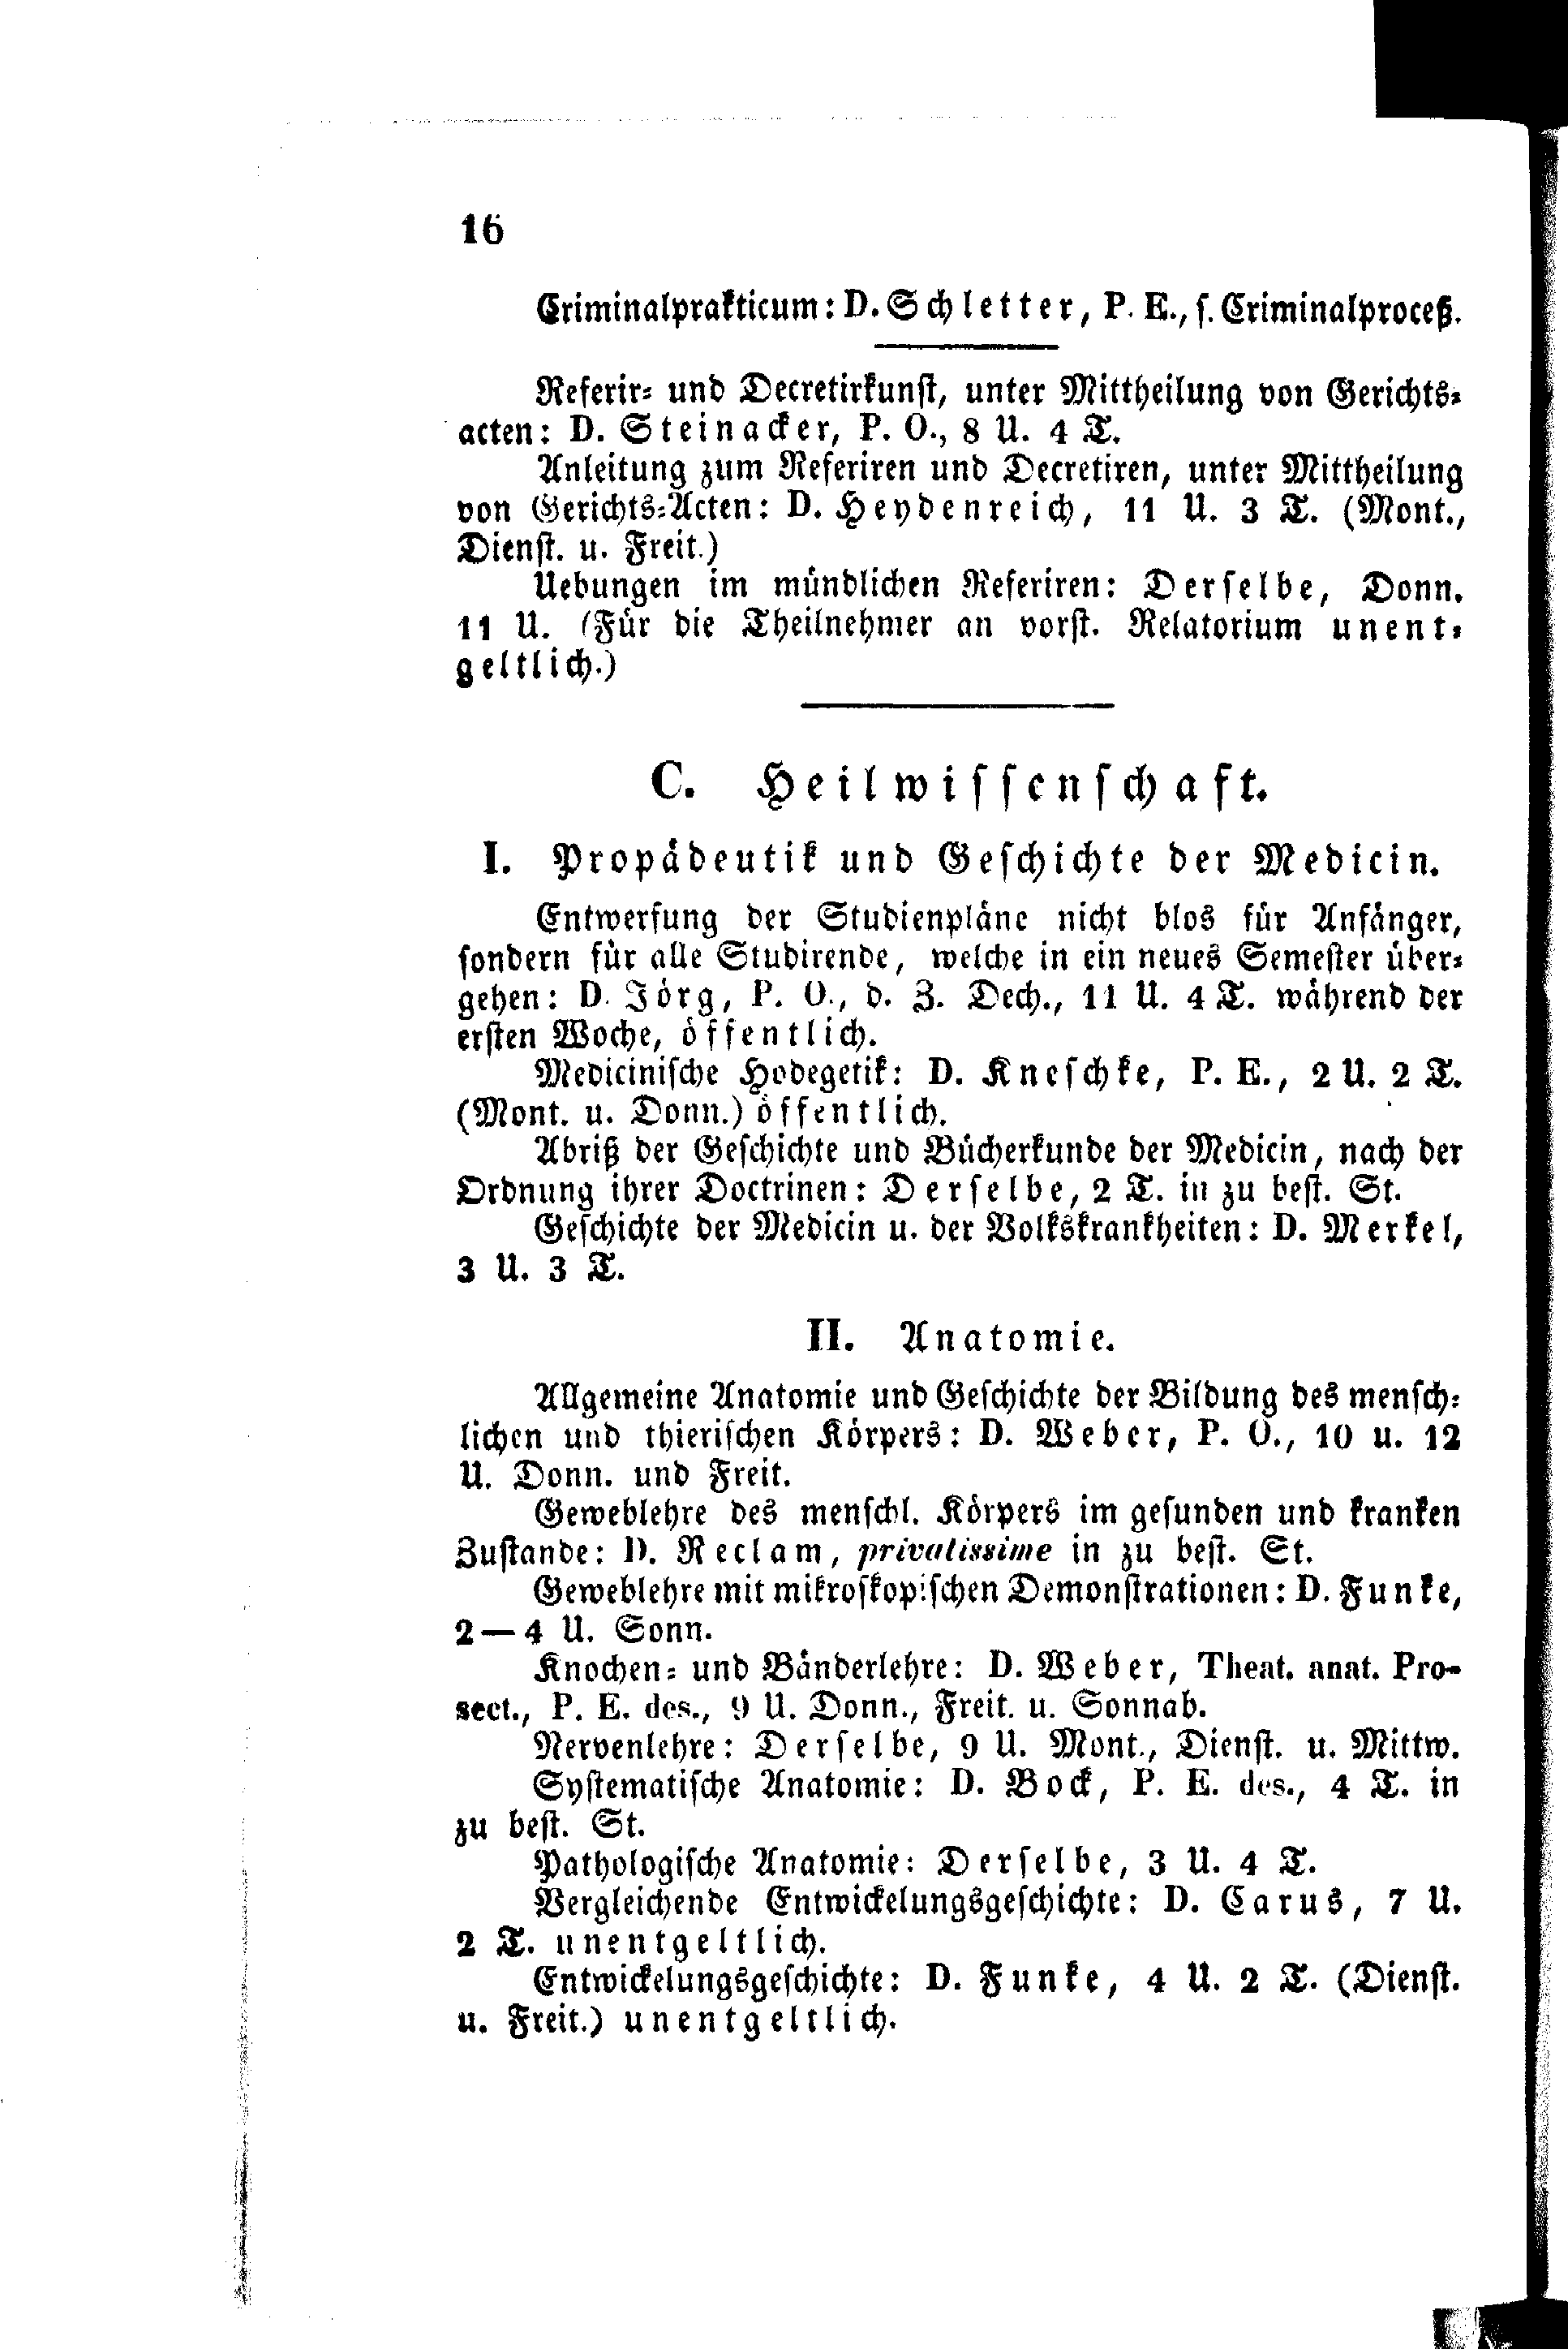 16
Criminalprakticum: D. Schletter, P. E., s. Criminalproceß.
Referir- und Decretirkunst, unter Mittheilung von Gerichts-
acten: D. Steinacker, P. O., 8 U. 4 T.
Anleitung zum Referiren und Decretiren, unter Mittheilung
von Gerichts-Acten: D. Heydenreich, 11 U. 3 T. (Mont.,
Dienst. u. Freit.)
Uebungen im mündlichen Referiren: Derselbe, Donn.
11 U. (Für die Theilnehmer an vorst. Relatorium unent-
geltlich.)
C. Heilwissenschaft.
I. Propädeutik und Geschichte der Medicin.
Entwerfung der Studienpläne nicht blos für Anfänger,
sondern für alle Studirende, welche in ein neues Semester über-
gehen: D. Jörg, P. O., d. Z. Dech., 11 U. 4 T. während der
ersten Woche, öffentlich.
Medicinische Hodegetik: D. Kneschke, P. E., 2 U. 2 T.
(Mont. u. Donn.) öffentlich.
Abriß der Geschichte und Bücherkunde der Medicin, nach der
Ordnung ihrer Doctrinen: Derselbe, 2 T. in zu best. St.
Geschichte der Medicin u. der Volkskrankheiten: D. Merkel,
3 U. 3 T.
II. Anatomie.
Allgemeine Anatomie und Geschichte der Bildung des mensch-
lichen und thierischen Körpers: D. Weber, P. O., 10 u. 12
U. Donn. und Freit.
Geweblehre des menschl. Körpers im gesunden und kranken
Zustande: D. Reclam, privatissime in zu best. St.
Geweblehre mit mikroskopischen Demonstrationen: D. Funke,
2—4 U. Sonn.
Knochen- und Bänderlehre: D. Weber, Theat. anat. Pro-
sect., P. E. des., 9 U. Donn., Freit. u. Sonnab.
Nervenlehre: Derselbe, 9 U. Mont., Dienst. u. Mittw.
Systematische Anatomie: D. Bock, P. E. des., 4 T. in
zu best. St.
Pathologische Anatomie: Derselbe, 3 U. 4 T.
Vergleichende Entwickelungsgeschichte: D. Carus, 7 U.
2 T. unentgeltlich.
Entwickelungsgeschichte: D. Funke, 4 U. 2 T. (Dienst.
u. Freit.) unentgeltlich.